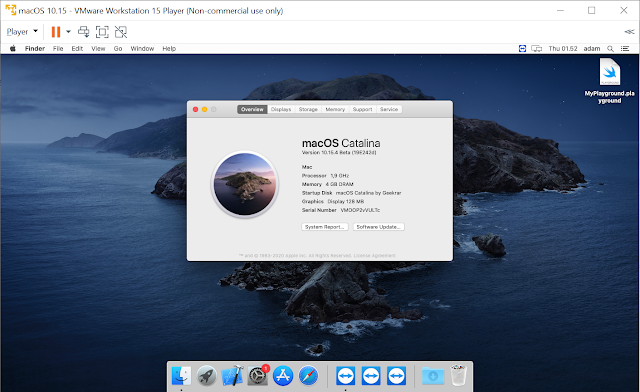 macOS 10.15 - VMware Workstation 15 Player (Non-commercial use only)
Player
Finder File Edit View Go Window Help Thu 01.52 adam
MyPlayground.pla
yground
Overview Displays Storage Memory Support Service
macOS Catalina
Version 10.15.4 Beta (19E242d)
Mac
Processor 1,9 GHz
Memory 4 GB DRAM
Startup Disk macOS Catalina by Geekrar
Graphics Display 128 MB
Serial Number VMOOP2vVULTc
System Report... Software Update...
™ and © 1983-2020 Apple Inc. All Rights Reserved. License Agreement
1